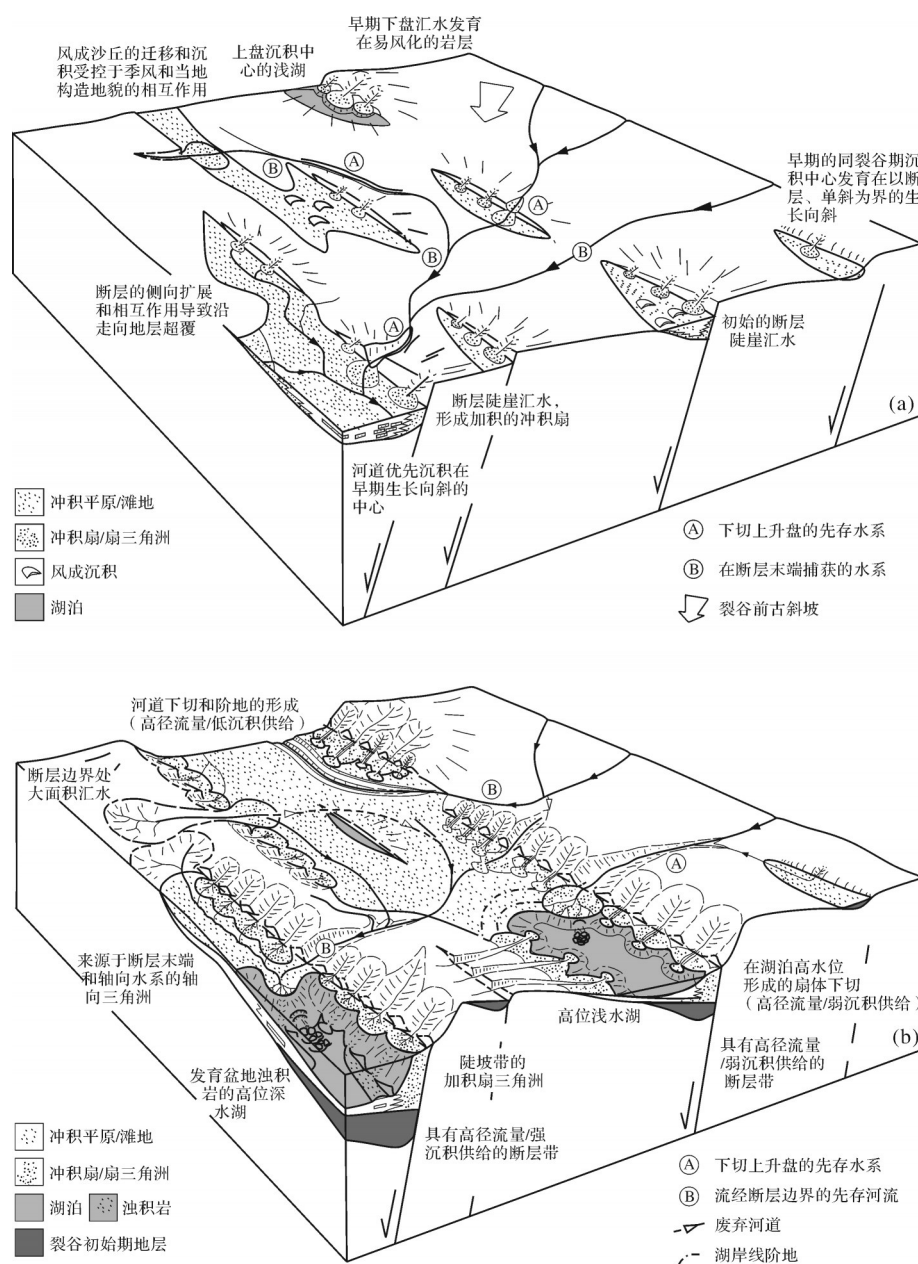 早期下盘汇水发育
在易风化的岩层
风成沙丘的迁移和沉
积受控于季风和当地
构造地貌的相互作用
上盘沉积中
心的浅湖
Ⓐ
Ⓑ
Ⓐ
Ⓑ
Ⓑ
早期的同裂谷期沉
积中心发育在以断
层、单斜为界的生
长向斜
断层的侧向扩展
和相互作用导致沿
走向地层超覆
Ⓐ
初始的断层
陡崖汇水
断层陡崖汇水，
形成加积的冲积扇
(a)
河道优先沉积在
早期生长向斜的
中心
冲积平原/滩地
冲积扇/扇三角洲
风成沉积
湖泊
Ⓐ 下切上升盘的先存水系
Ⓑ 在断层末端捕获的水系
裂谷前古斜坡
河道下切和阶地的形成
（高径流量/低沉积供给）
断层边界处
大面积汇水
Ⓑ
Ⓐ
Ⓑ
来源于断层末端
和轴向水系的轴
向三角洲
在湖泊高水位
形成的扇体下切
（高径流量/弱沉积供给）
高位浅水湖
(b)
发育盆地浊积
岩的高位深
水湖
陡坡带的
加积扇三角洲
具有高径流量
/弱沉积供给的
断层带
具有高径流量/强
沉积供给的断层带
冲积平原/滩地
冲积扇/扇三角洲
湖泊 浊积岩
裂谷初始期地层
Ⓐ 下切上升盘的先存水系
Ⓑ 流经断层边界的先存河流
废弃河道
湖岸线阶地